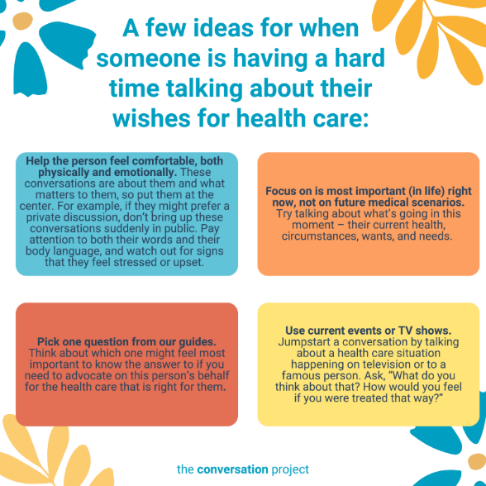 A few ideas for when
someone is having a hard
time talking about their
wishes for health care:
Help the person feel comfortable, both
physically and emotionally. These
conversations are about them and what
matters to them, so put them at the
center. For example, if they might prefer a
private discussion, don't bring up these
conversations suddenly in public. Pay
attention to both their words and their
body language, and watch out for signs
that they feel stressed or upset.
Focus on is most important (in life) right
now, not on future medical scenarios.
Try talking about what's going in this
moment – their current health,
circumstances, wants, and needs.
Pick one question from our guides.
Think about which one might feel most
important to know the answer to if you
need to advocate on this person's behalf
for the health care that is right for them.
Use current events or TV shows.
Jumpstart a conversation by talking
about a health care situation
happening on television or to a
famous person. Ask, "What do you
think about that? How would you feel
if you were treated that way?"
the conversation project